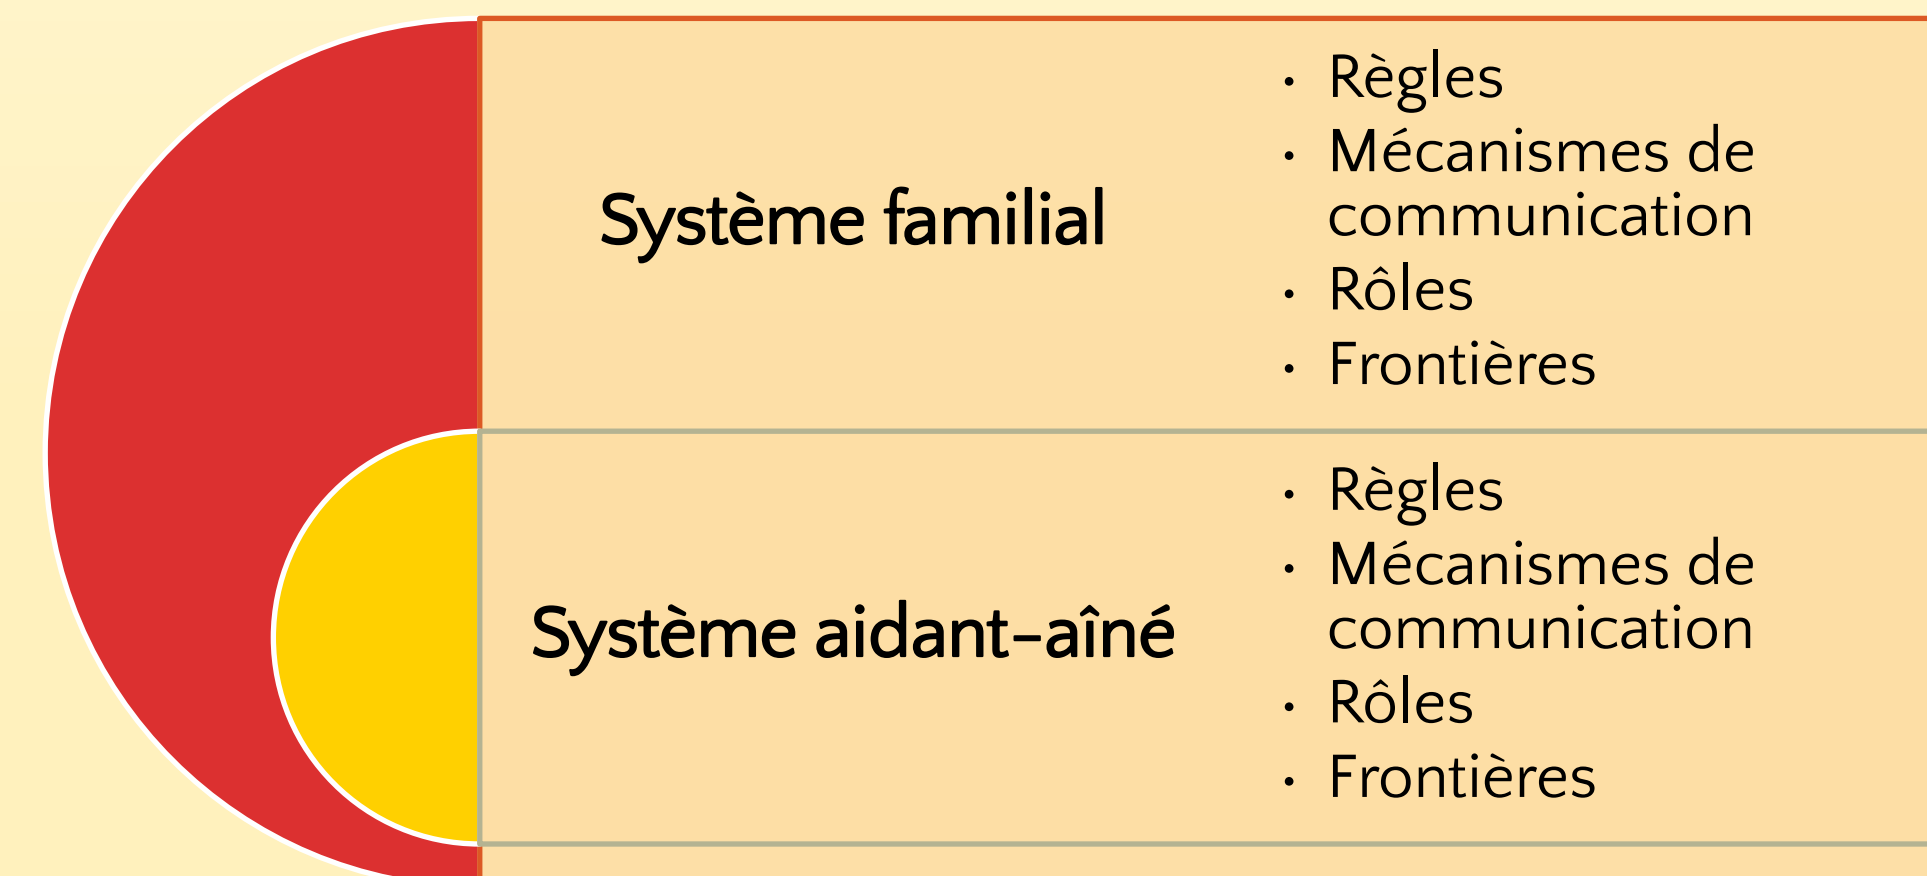 Système familial
• Règles
• Mécanismes de
communication
• Rôles
• Frontières
Système aidant-aîné
• Règles
• Mécanismes de
communication
• Rôles
• Frontières